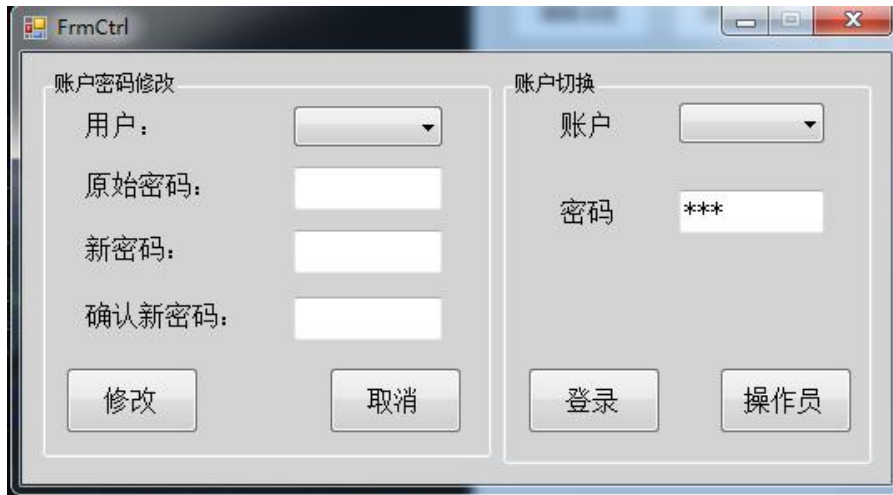 FrmCtrl
账户密码修改
用户：
原始密码：
新密码：
确认新密码：
修改
取消
账户切换
账户
密码
***
登录
操作员